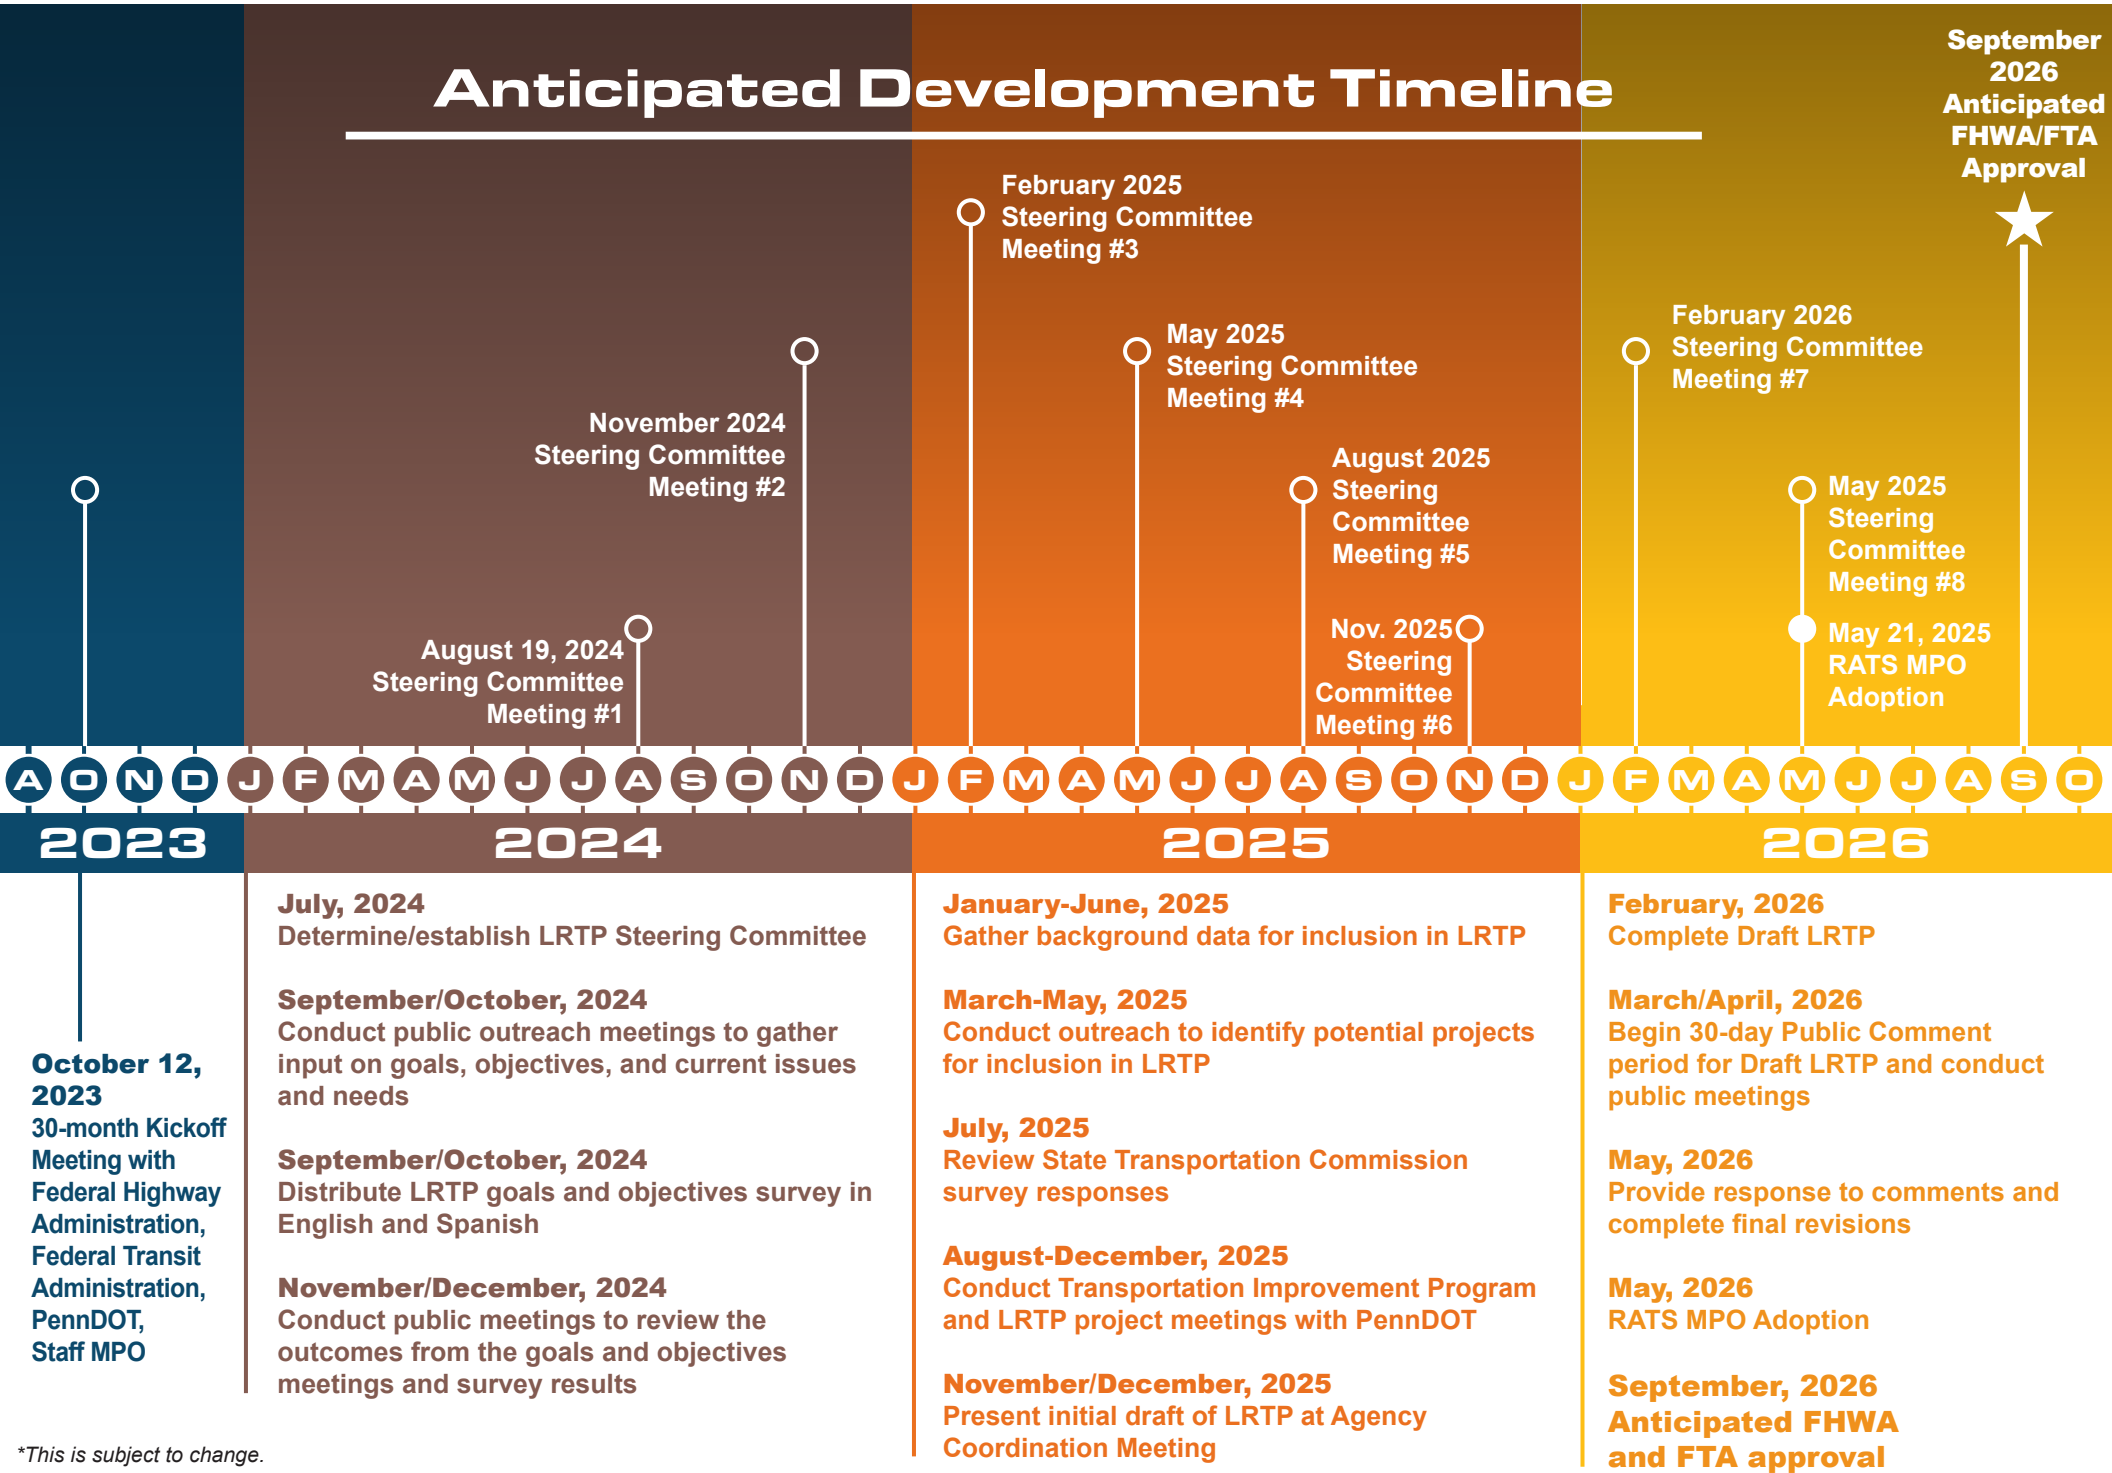 Anticipated Development Timeline
September
2026
Anticipated
FHWA/FTA
Approval
February 2025
Steering Committee
Meeting #3
May 2025
Steering Committee
Meeting #4
February 2026
Steering Committee
Meeting #7
November 2024
Steering Committee
Meeting #2
August 2025
Steering
Committee
Meeting #5
May 2025
Steering
Committee
Meeting #8
August 19, 2024
Steering Committee
Meeting #1
Nov. 2025
Steering
Committee
Meeting #6
May 21, 2025
RATS MPO
Adoption
A O N D J F M A M J J A S O N D J F M A M J J A S O N D J F M A M J J A S O
2023 2024 2025 2026
October 12,
2023
30-month Kickoff
Meeting with
Federal Highway
Administration,
Federal Transit
Administration,
PennDOT,
Staff MPO
July, 2024
Determine/establish LRTP Steering Committee
September/October, 2024
Conduct public outreach meetings to gather
input on goals, objectives, and current issues
and needs
September/October, 2024
Distribute LRTP goals and objectives survey in
English and Spanish
November/December, 2024
Conduct public meetings to review the
outcomes from the goals and objectives
meetings and survey results
January-June, 2025
Gather background data for inclusion in LRTP
March-May, 2025
Conduct outreach to identify potential projects
for inclusion in LRTP
July, 2025
Review State Transportation Commission
survey responses
August-December, 2025
Conduct Transportation Improvement Program
and LRTP project meetings with PennDOT
November/December, 2025
Present initial draft of LRTP at Agency
Coordination Meeting
February, 2026
Complete Draft LRTP
March/April, 2026
Begin 30-day Public Comment
period for Draft LRTP and conduct
public meetings
May, 2026
Provide response to comments and
complete final revisions
May, 2026
RATS MPO Adoption
September, 2026
Anticipated FHWA
and FTA approval
*This is subject to change.